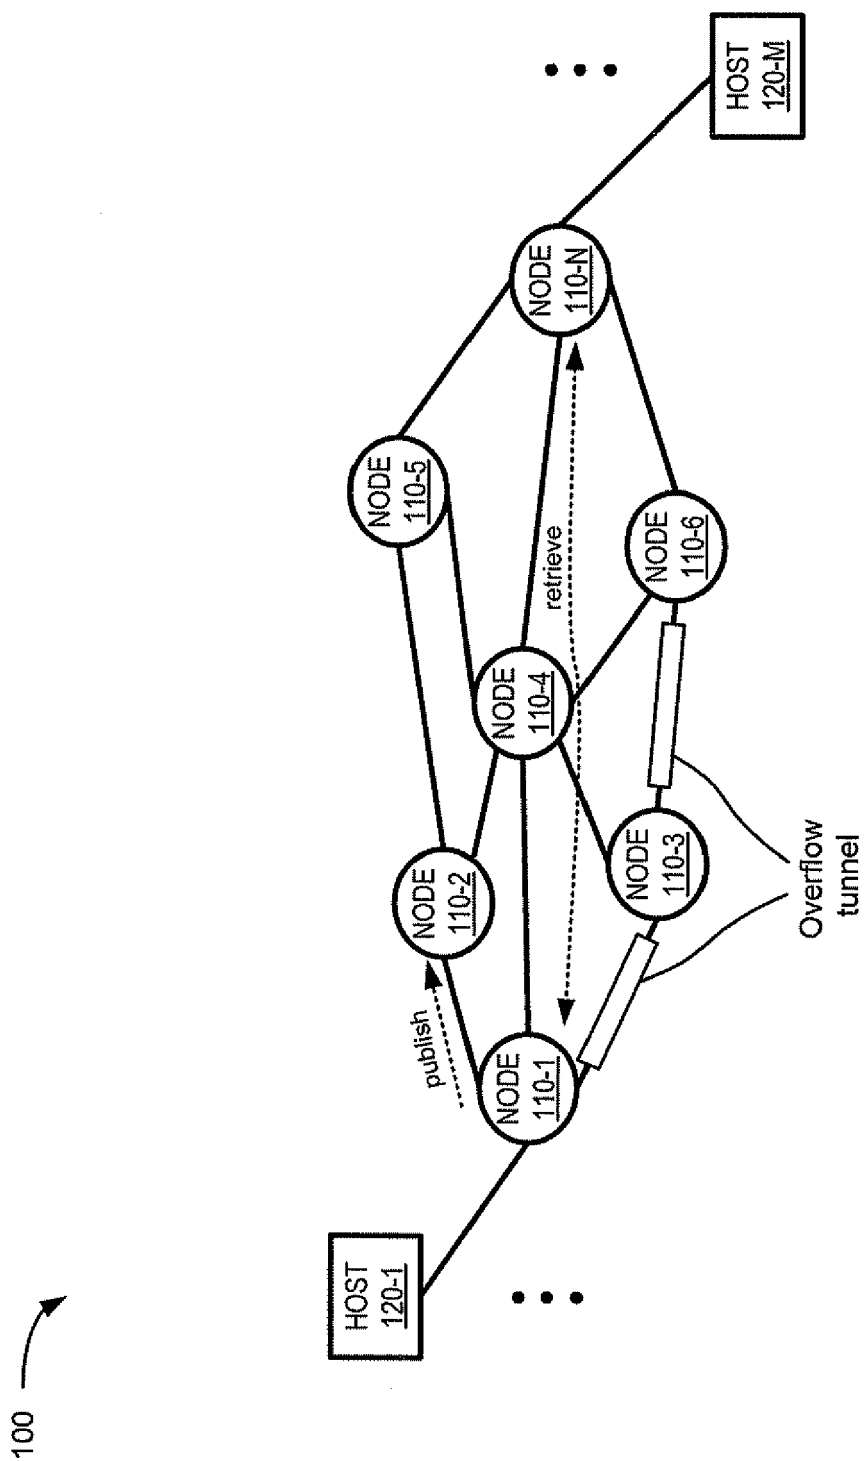 100
HOST
120-1
publish
NODE
110-1
NODE
110-2
NODE
110-3
Overflow
tunnel
NODE
110-4
retrieve
NODE
110-5
NODE
110-6
NODE
110-N
HOST
120-M